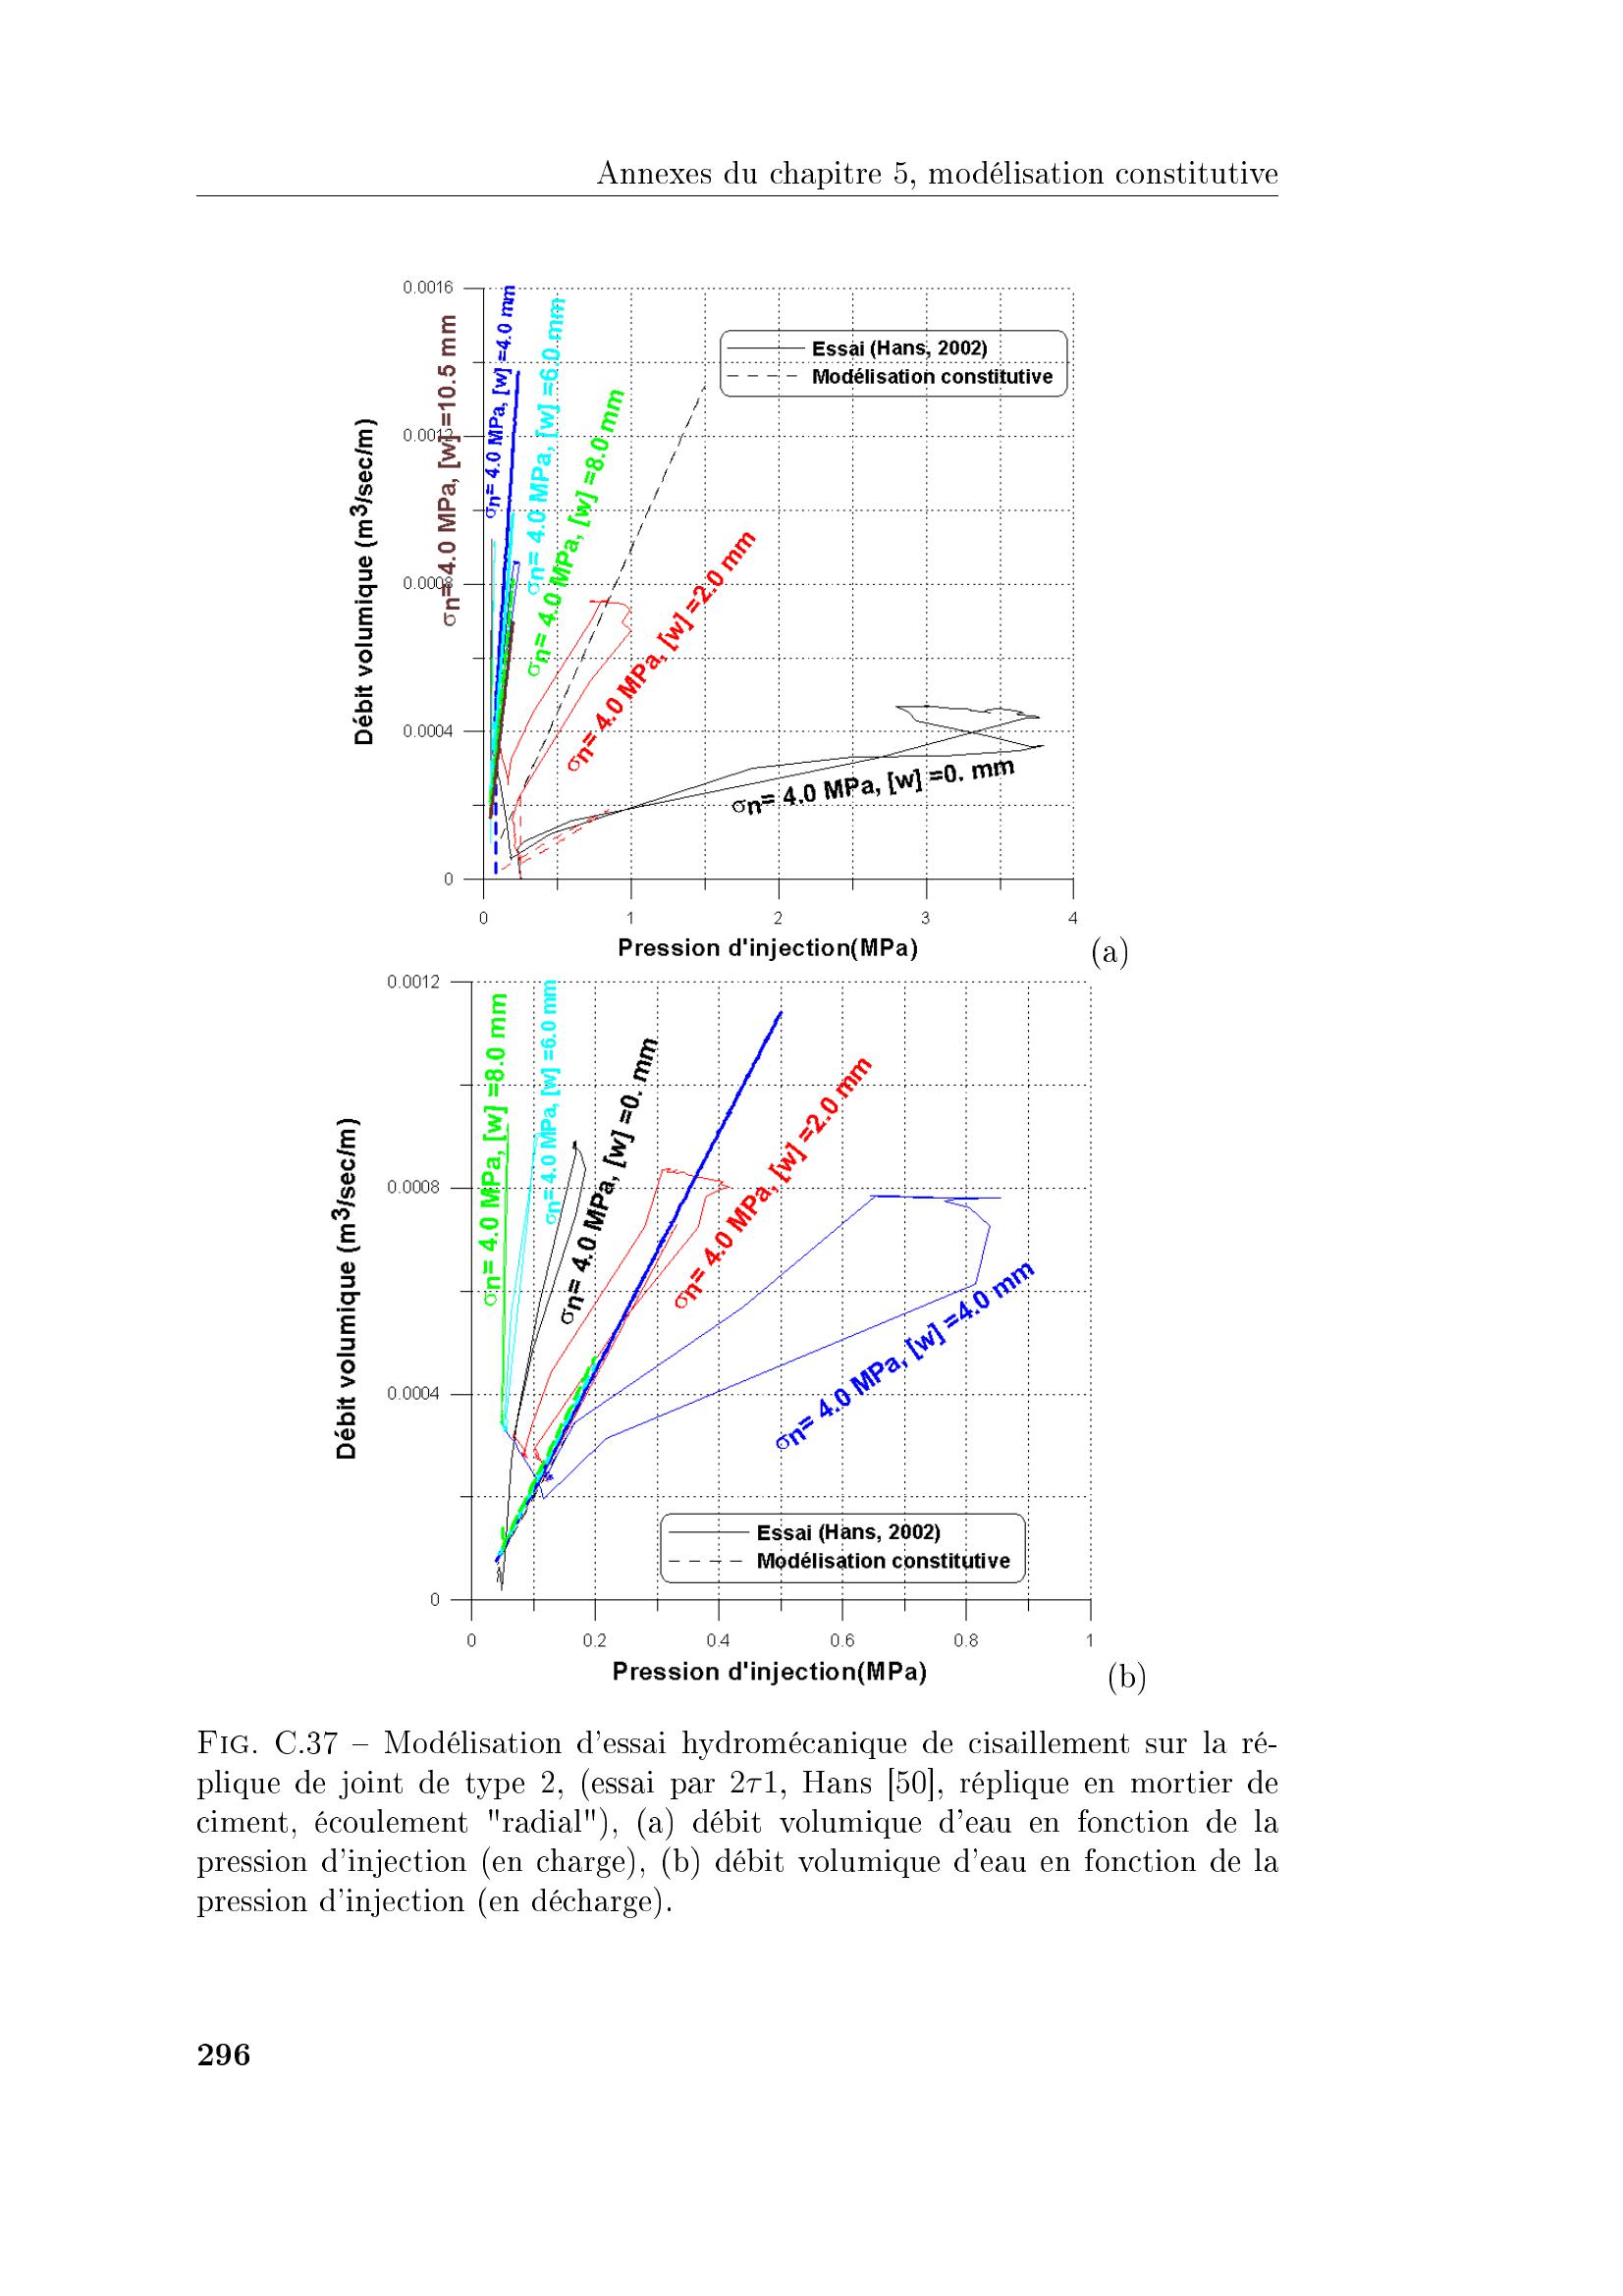 Annexes du chapitre 5, modélisation constitutive
0.0016
0.0012
0.0008
0.0004
0
Débit volumique (m3/sec/m)
σn= 4.0 MPa, [w] =10.5 mm
σn= 4.0 MPa, [w] =4.0 mm
σn= 4.0 MPa, [w] =6.0 mm
σn= 4.0 MPa, [w] =8.0 mm
σn= 4.0 MPa, [w] =2.0 mm
σn= 4.0 MPa, [w] =0. mm
Essai (Hans, 2002)
Modélisation constitutive
0 1 2 3 4
Pression d'injection(MPa)
(a)
0.0012
0.0008
0.0004
0
Débit volumique (m3/sec/m)
σn= 4.0 MPa, [w] =8.0 mm
σn= 4.0 MPa, [w] =6.0 mm
σn= 4.0 MPa, [w] =0. mm
σn= 4.0 MPa, [w] =2.0 mm
σn= 4.0 MPa, [w] =4.0 mm
Essai (Hans, 2002)
Modélisation constitutive
0 0.2 0.4 0.6 0.8 1
Pression d'injection(MPa)
(b)
FIG. C.37 – Modélisation d'essai hydromécanique de cisaillement sur la ré-
plique de joint de type 2, (essai par 2τ1, Hans [50], réplique en mortier de
ciment, écoulement "radial"), (a) débit volumique d'eau en fonction de la
pression d'injection (en charge), (b) débit volumique d'eau en fonction de la
pression d'injection (en décharge).
296